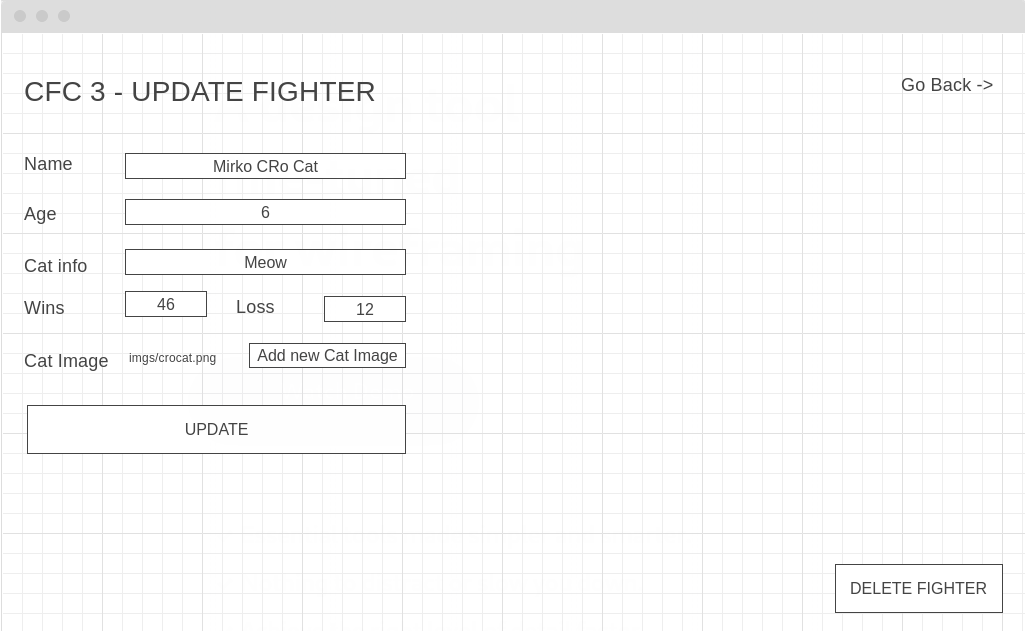 CFC 3 - UPDATE FIGHTER
Go Back ->
Name
Mirko CRo Cat
Age
6
Cat info
Meow
Wins
46
Loss
12
Cat Image
imgs/crocat.png
Add new Cat Image
UPDATE
DELETE FIGHTER